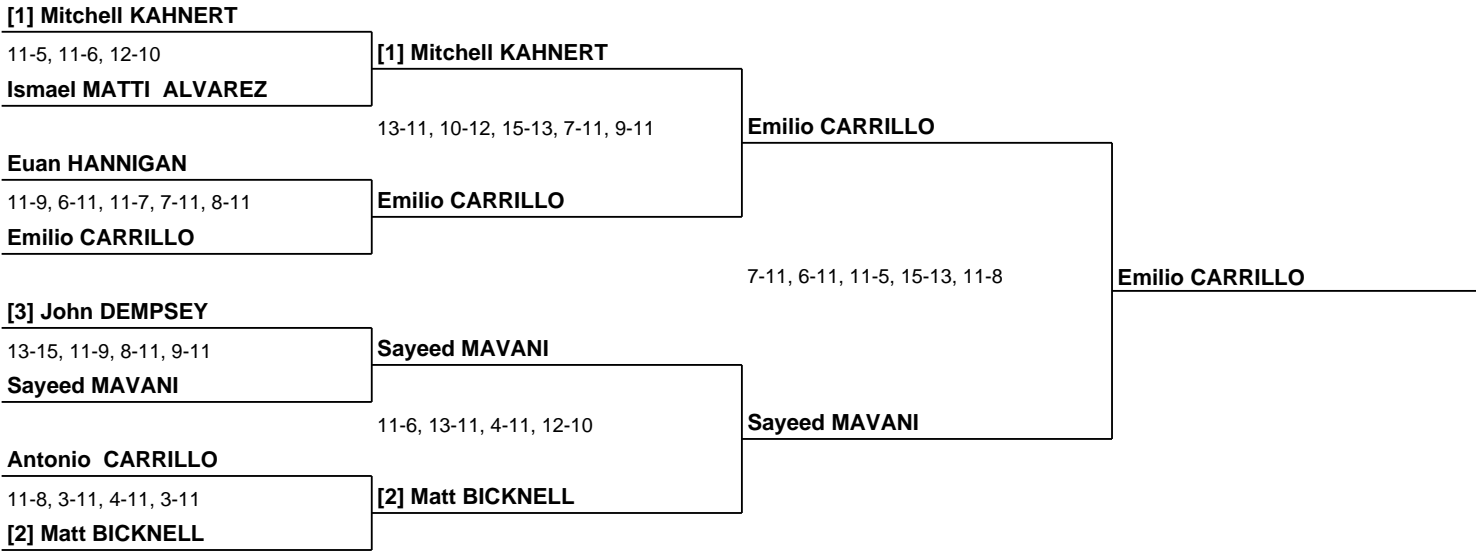 [1] Mitchell KAHNERT
11-5, 11-6, 12-10
[1] Mitchell KAHNERT
Ismael MATTI  ALVAREZ
13-11, 10-12, 15-13, 7-11, 9-11
Emilio CARRILLO
Euan HANNIGAN
11-9, 6-11, 11-7, 7-11, 8-11
Emilio CARRILLO
Emilio CARRILLO
7-11, 6-11, 11-5, 15-13, 11-8
Emilio CARRILLO
[3] John DEMPSEY
13-15, 11-9, 8-11, 9-11
Sayeed MAVANI
Sayeed MAVANI
11-6, 13-11, 4-11, 12-10
Sayeed MAVANI
Antonio  CARRILLO
11-8, 3-11, 4-11, 3-11
[2] Matt BICKNELL
[2] Matt BICKNELL